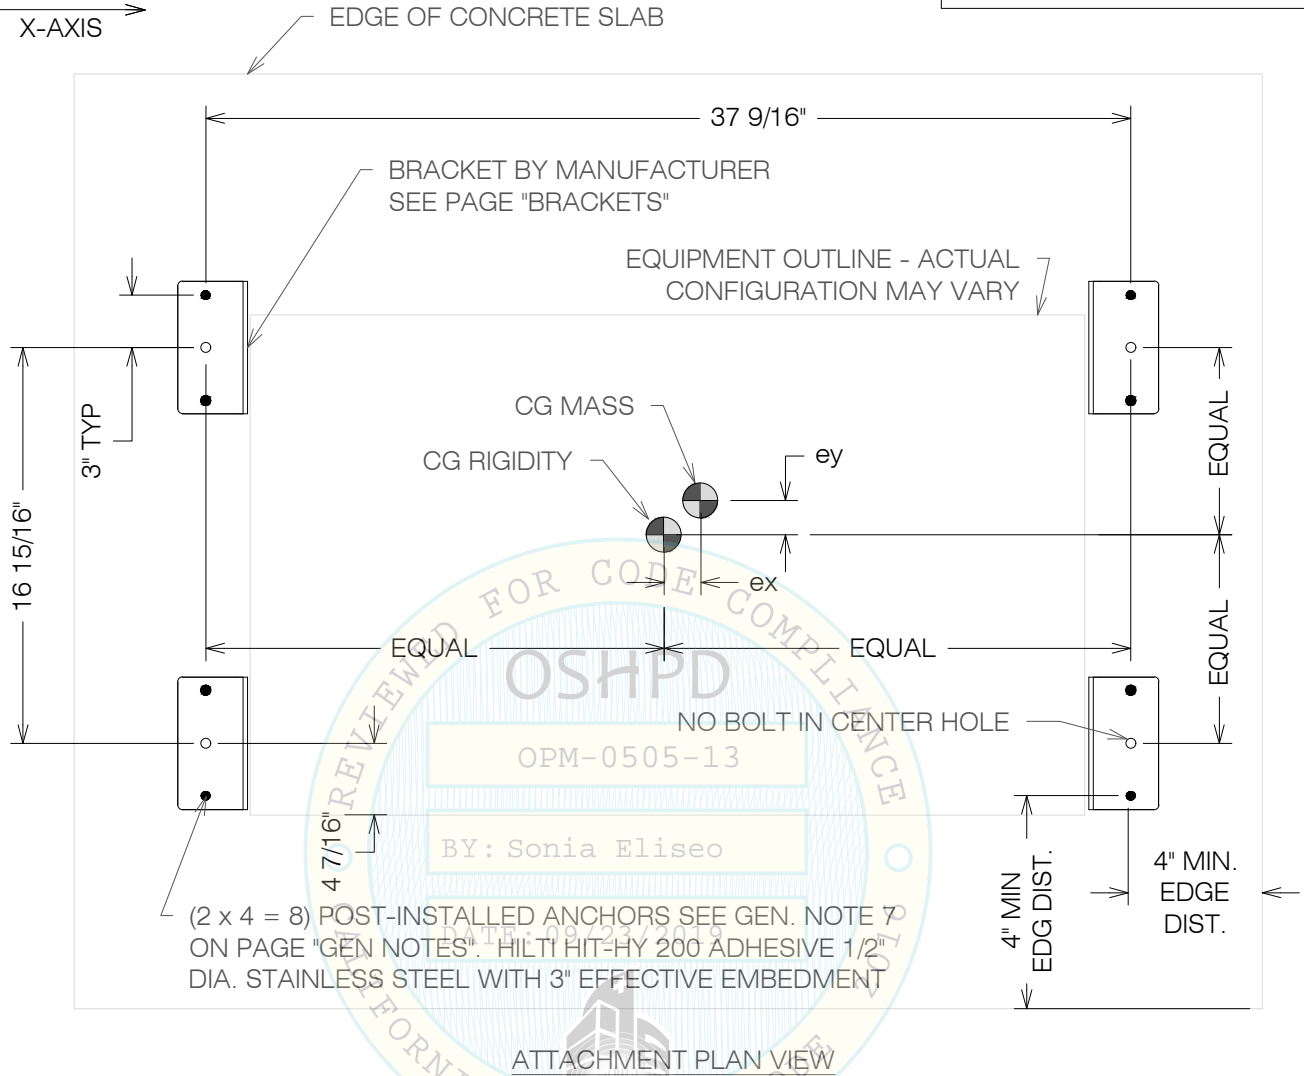 X-AXIS
EDGE OF CONCRETE SLAB
37 9/16"
BRACKET BY MANUFACTURER
SEE PAGE "BRACKETS"
EQUIPMENT OUTLINE - ACTUAL
CONFIGURATION MAY VARY
3" TYP
CG MASS
CG RIGIDITY
ey
ex
EQUAL
EQUAL
16 15/16"
EQUAL
EQUAL
NO BOLT IN CENTER HOLE
4 7/16"
4" MIN
EDG DIST.
4" MIN.
EDGE
DIST.
(2 x 4 = 8) POST-INSTALLED ANCHORS SEE GEN. NOTE 7
ON PAGE "GEN NOTES". HILTI HIT-HY 200 ADHESIVE 1/2"
DIA. STAINLESS STEEL WITH 3" EFFECTIVE EMBEDMENT
REVIEWED FOR CODE COMPLIANCE
OSHPD
OPM-0505-13
BY: Sonia Eliseo
DATE: 09/23/2019
ATTACHMENT PLAN VIEW